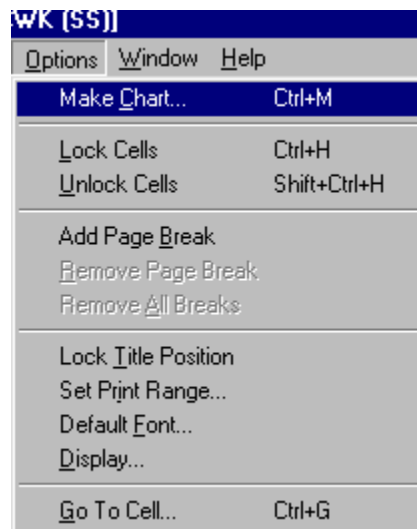 WK (SS)]
Options Window Help
Make Chart... Ctrl+M
Lock Cells Ctrl+H
Unlock Cells Shift+Ctrl+H
Add Page Break
Remove Page Break
Remove All Breaks
Lock Title Position
Set Print Range...
Default Font...
Display...
Go To Cell... Ctrl+G